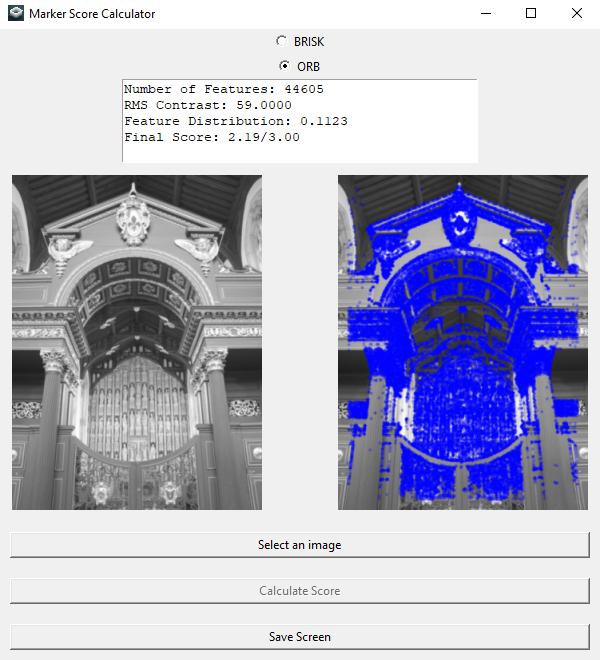 Marker Score Calculator
BRISK
ORB
Number of Features: 44605
RMS Contrast: 59.0000
Feature Distribution: 0.1123
Final Score: 2.19/3.00
Select an image
Calculate Score
Save Screen